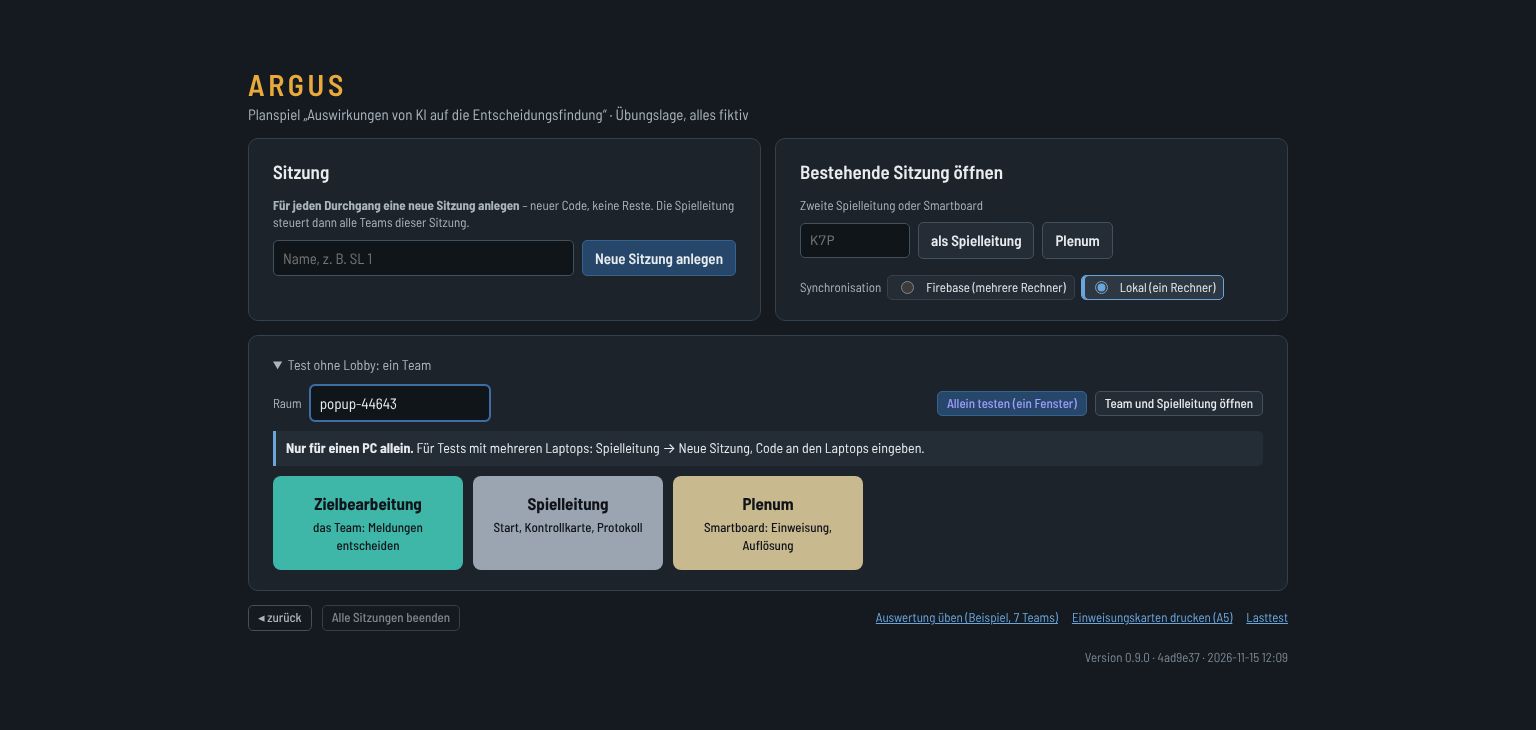 ARGUS
Planspiel „Auswirkungen von KI auf die Entscheidungsfindung“ · Übungslage, alles fiktiv
Sitzung
Für jeden Durchgang eine neue Sitzung anlegen – neuer Code, keine Reste. Die Spielleitung
steuert dann alle Teams dieser Sitzung.
Name, z. B. SL 1
Neue Sitzung anlegen
Bestehende Sitzung öffnen
Zweite Spielleitung oder Smartboard
K7P
als Spielleitung
Plenum
Synchronisation
Firebase (mehrere Rechner)
Lokal (ein Rechner)
▼ Test ohne Lobby: ein Team
Raum
popup-44643
Allein testen (ein Fenster)
Team und Spielleitung öffnen
Nur für einen PC allein. Für Tests mit mehreren Laptops: Spielleitung → Neue Sitzung, Code an den Laptops eingeben.
Zielbearbeitung
das Team: Meldungen
entscheiden
Spielleitung
Start, Kontrollkarte, Protokoll
Plenum
Smartboard: Einweisung,
Auflösung
◂ zurück
Alle Sitzungen beenden
Auswertung üben (Beispiel, 7 Teams)
Einweisungskarten drucken (A5)
Lasttest
Version 0.9.0 · 4ad9e37 · 2026-11-15 12:09